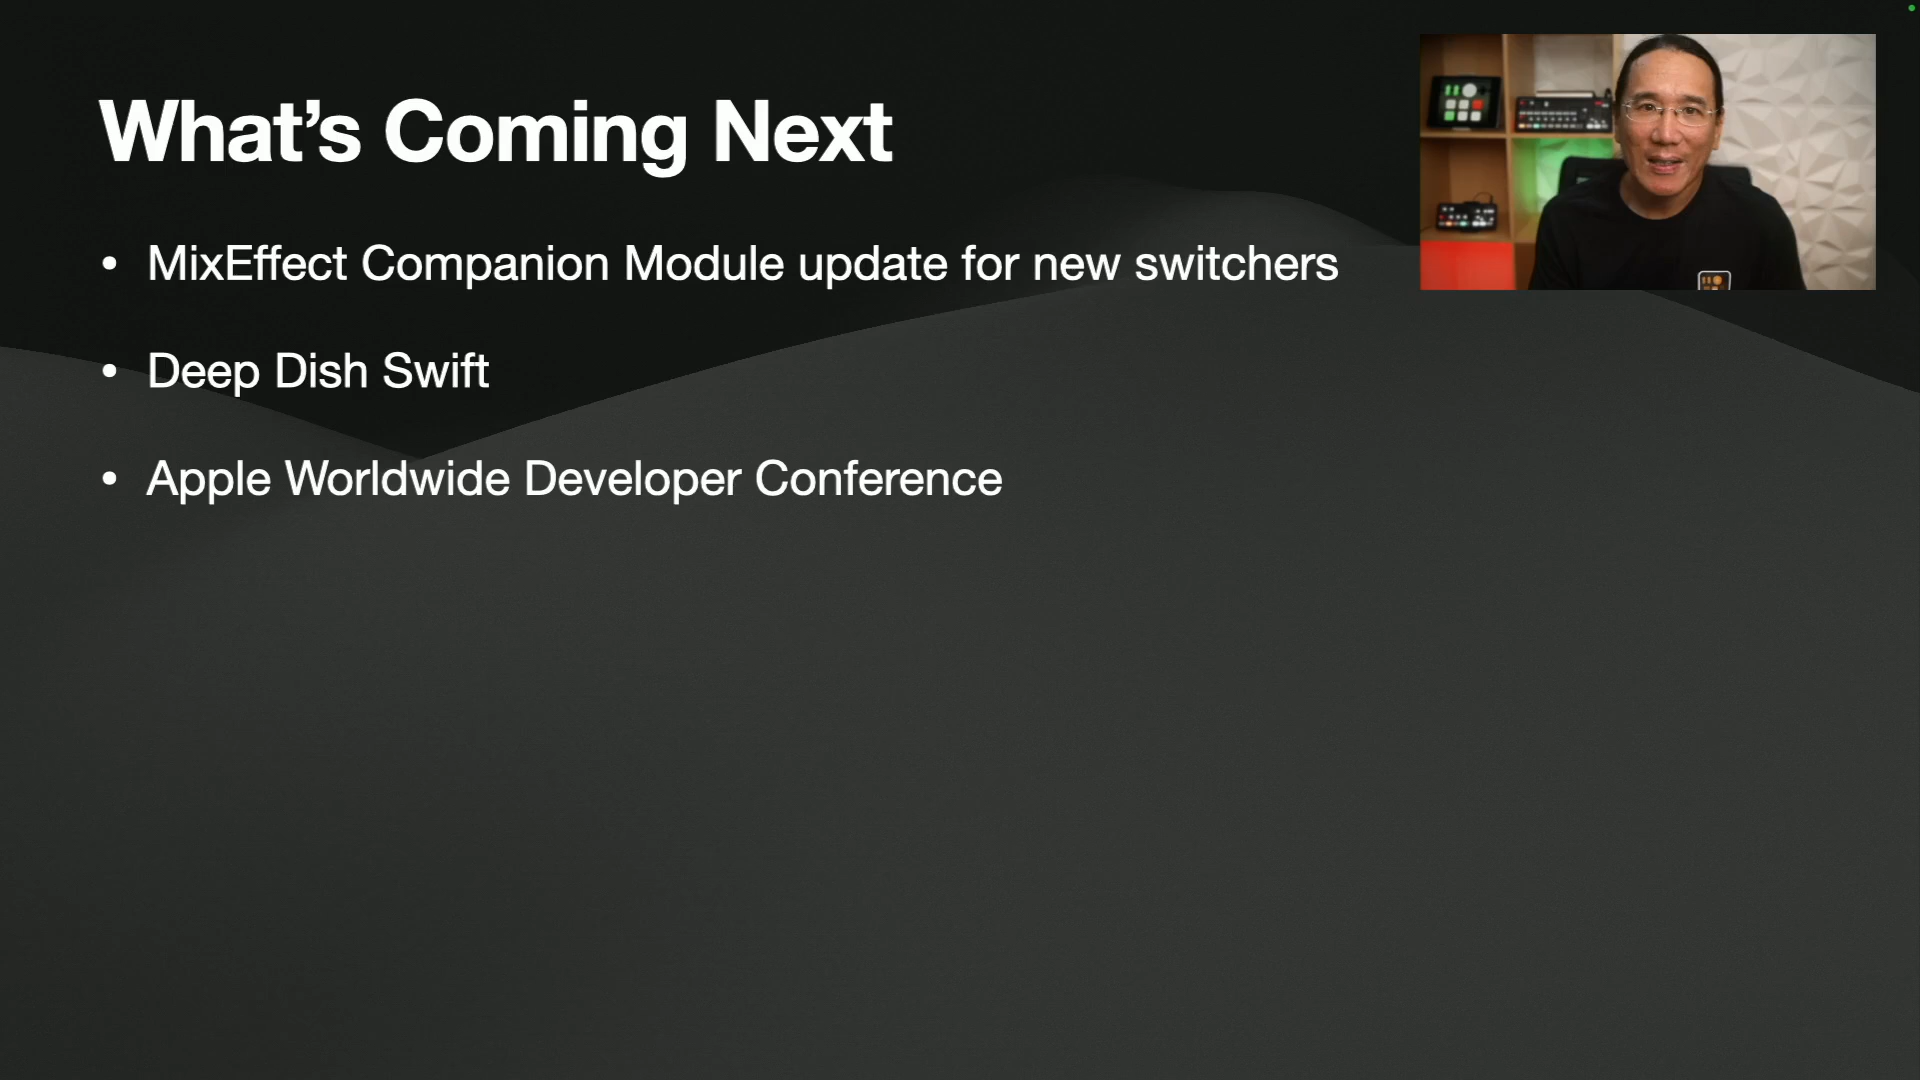 What’s Coming Next
• MixEffect Companion Module update for new switchers
• Deep Dish Swift
• Apple Worldwide Developer Conference